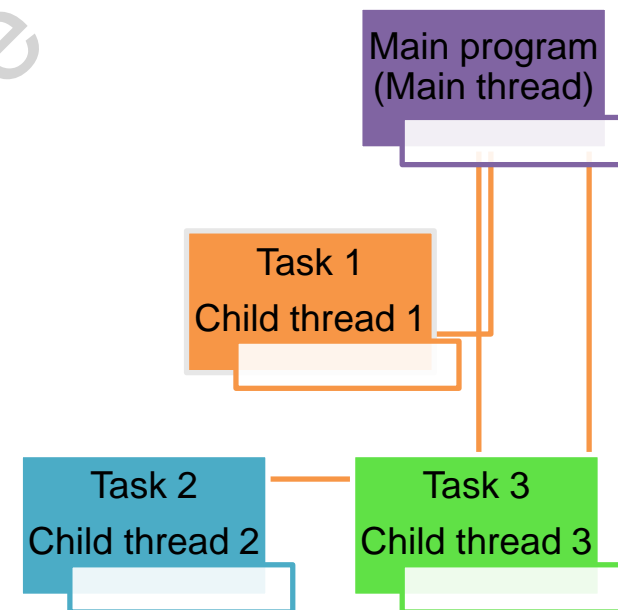 Main program
(Main thread)
Task 1
Child thread 1
Task 2
Child thread 2
Task 3
Child thread 3